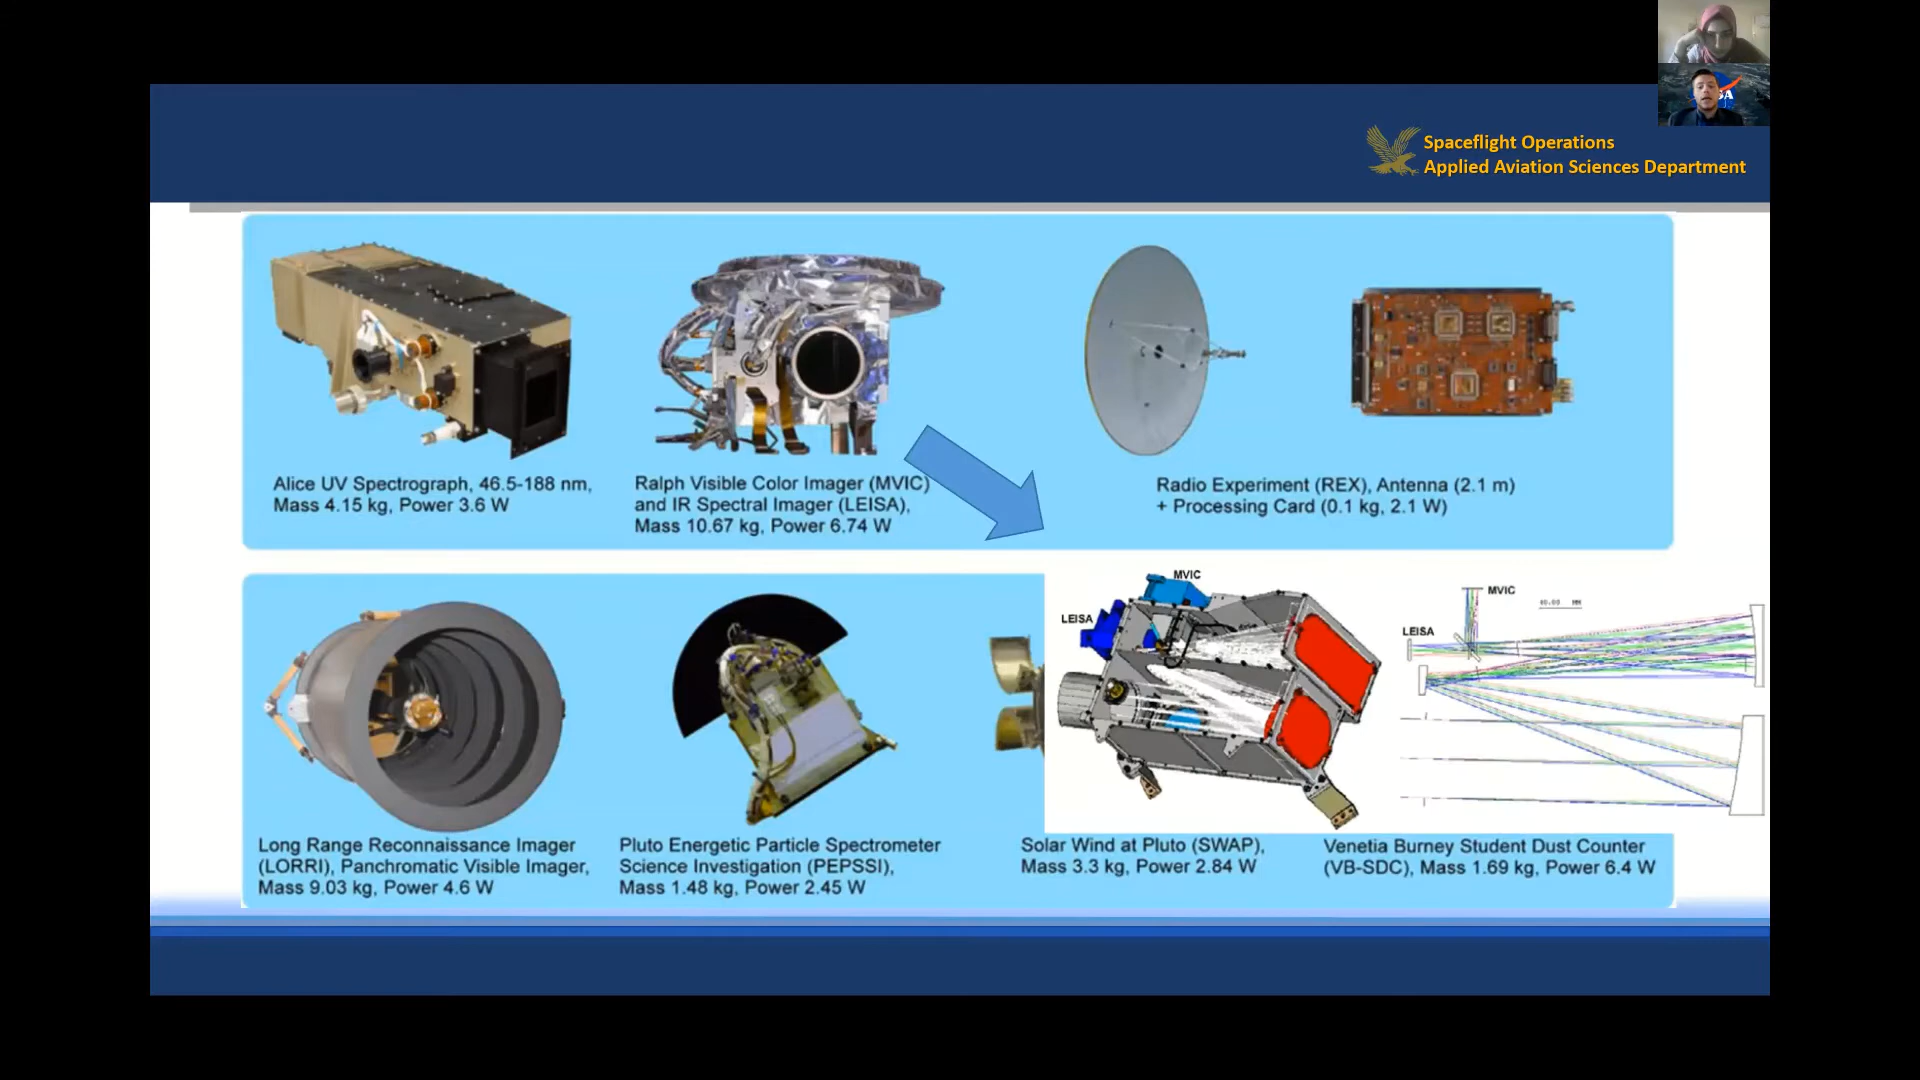 SA
Spaceflight Operations
Applied Aviation Sciences Department
Alice UV Spectrograph, 46.5-188 nm,
Mass 4.15 kg, Power 3.6 W
Ralph Visible Color Imager (MVIC)
and IR Spectral Imager (LEISA),
Mass 10.67 kg, Power 6.74 W
Radio Experiment (REX), Antenna (2.1 m)
+ Processing Card (0.1 kg, 2.1 W)
MVIC
LEISA
MVIC
LEISA
Long Range Reconnaissance Imager
(LORRI), Panchromatic Visible Imager,
Mass 9.03 kg, Power 4.6 W
Pluto Energetic Particle Spectrometer
Science Investigation (PEPSSI),
Mass 1.48 kg, Power 2.45 W
Solar Wind at Pluto (SWAP),
Mass 3.3 kg, Power 2.84 W
Venetia Burney Student Dust Counter
(VB-SDC), Mass 1.69 kg, Power 6.4 W